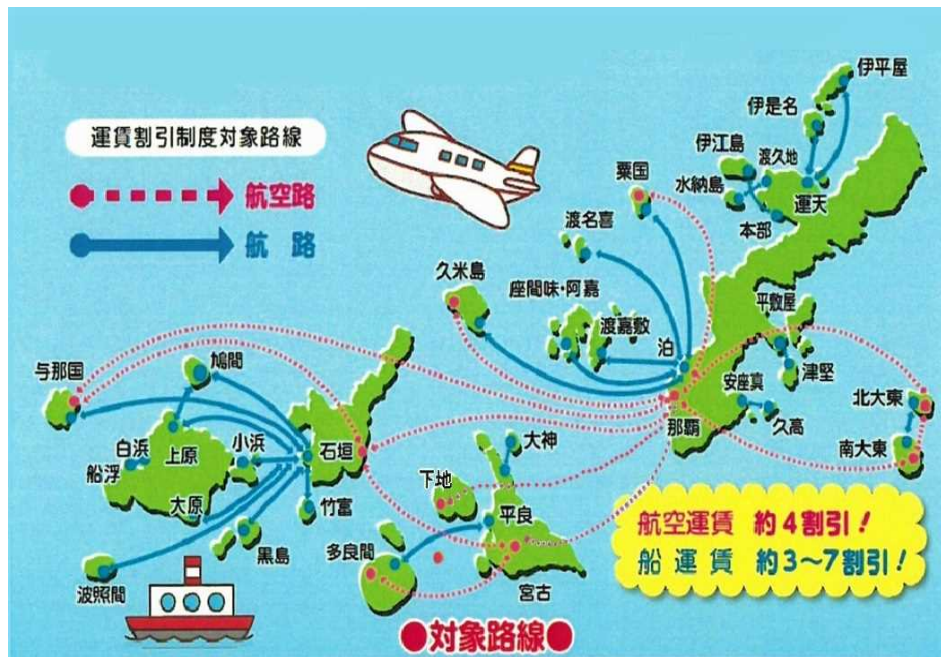 運賃割引制度対象路線
航空路
航路
伊平屋
伊是名
伊江島
渡久地
水納島
運天
本部
粟国
渡名喜
久米島
座間味・阿嘉
渡嘉敷
泊
平敷屋
津堅
安座真
久高
那覇
北大東
南大東
与那国
鳩間
白浜
船浮
上原
小浜
石垣
大原
竹富
黒島
波照間
大神
下地
平良
多良間
宮古
航空運賃 約4割引!
船運賃 約3~7割引!
●対象路線●